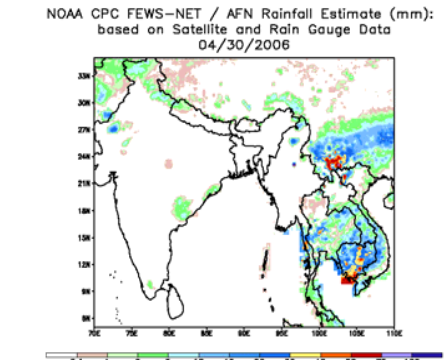 NOAA CPC FEWS-NET / AFN Rainfall Estimate (mm):
based on Satellite and Rain Gauge Data
04/30/2006
33N
30N
27N
24N
21N
18N
15N
12N
9N
6N
70E 75E 80E 85E 90E 95E 100E 105E 110E